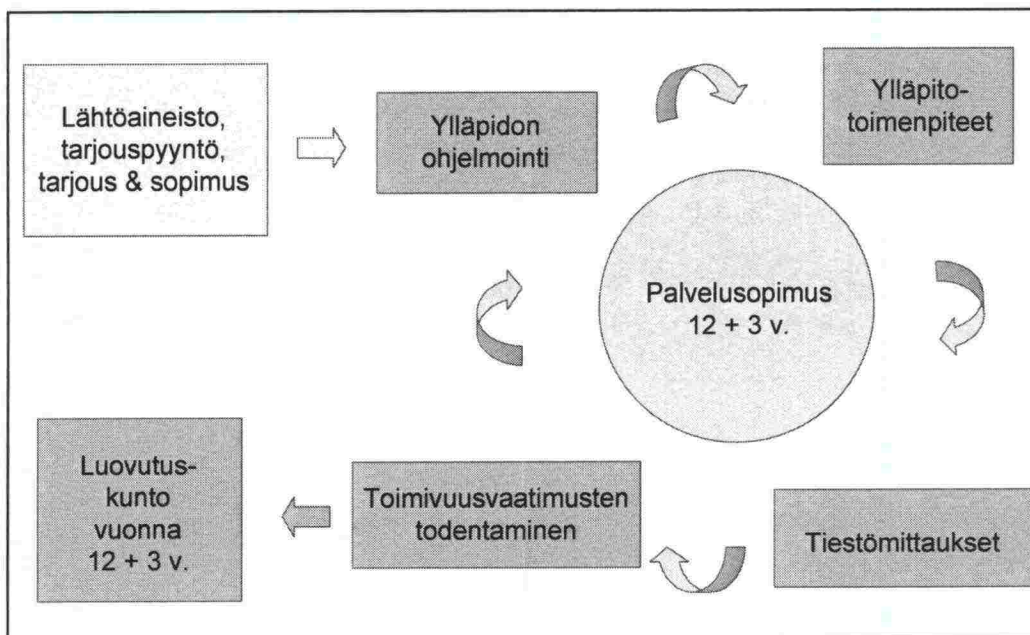 Lähtöaineisto,
tarjouspyyntö,
tarjous & sopimus
Ylläpidon
ohjelmointi
Ylläpito-
toimenpiteet
Palvelusopimus
12 + 3 v.
Luovutus-
kunto
vuonna
12 + 3 v.
Toimivuusvaatimusten
todentaminen
Tiestömittaukset